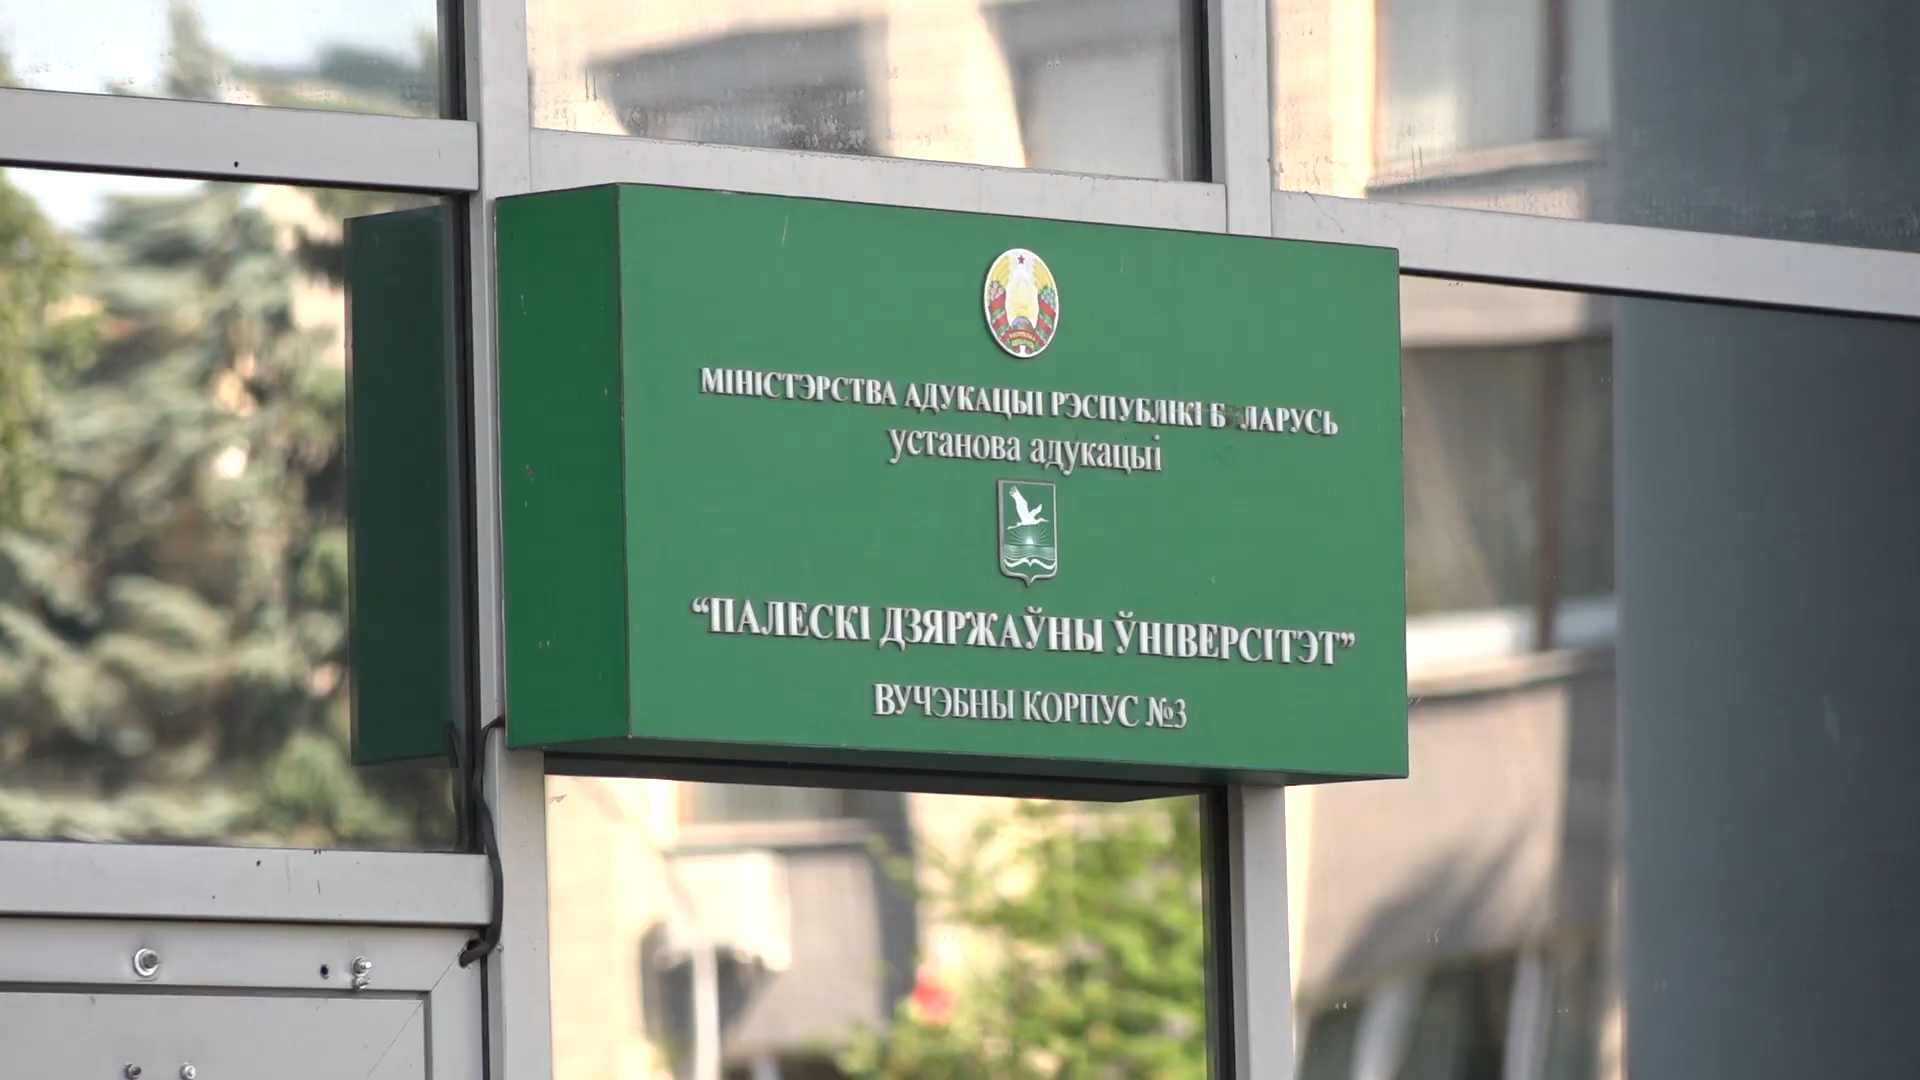 МІНІСТЭРСТВА АДУКАЦЫІ РЭСПУБЛІКІ Б ЛАРУСЬ
установа адукацыі
“ПАЛЕСКІ ДЗЯРЖАЎНЫ ЎНІВЕРСІТЭТ”
ВУЧЭБНЫ КОРПУС №3